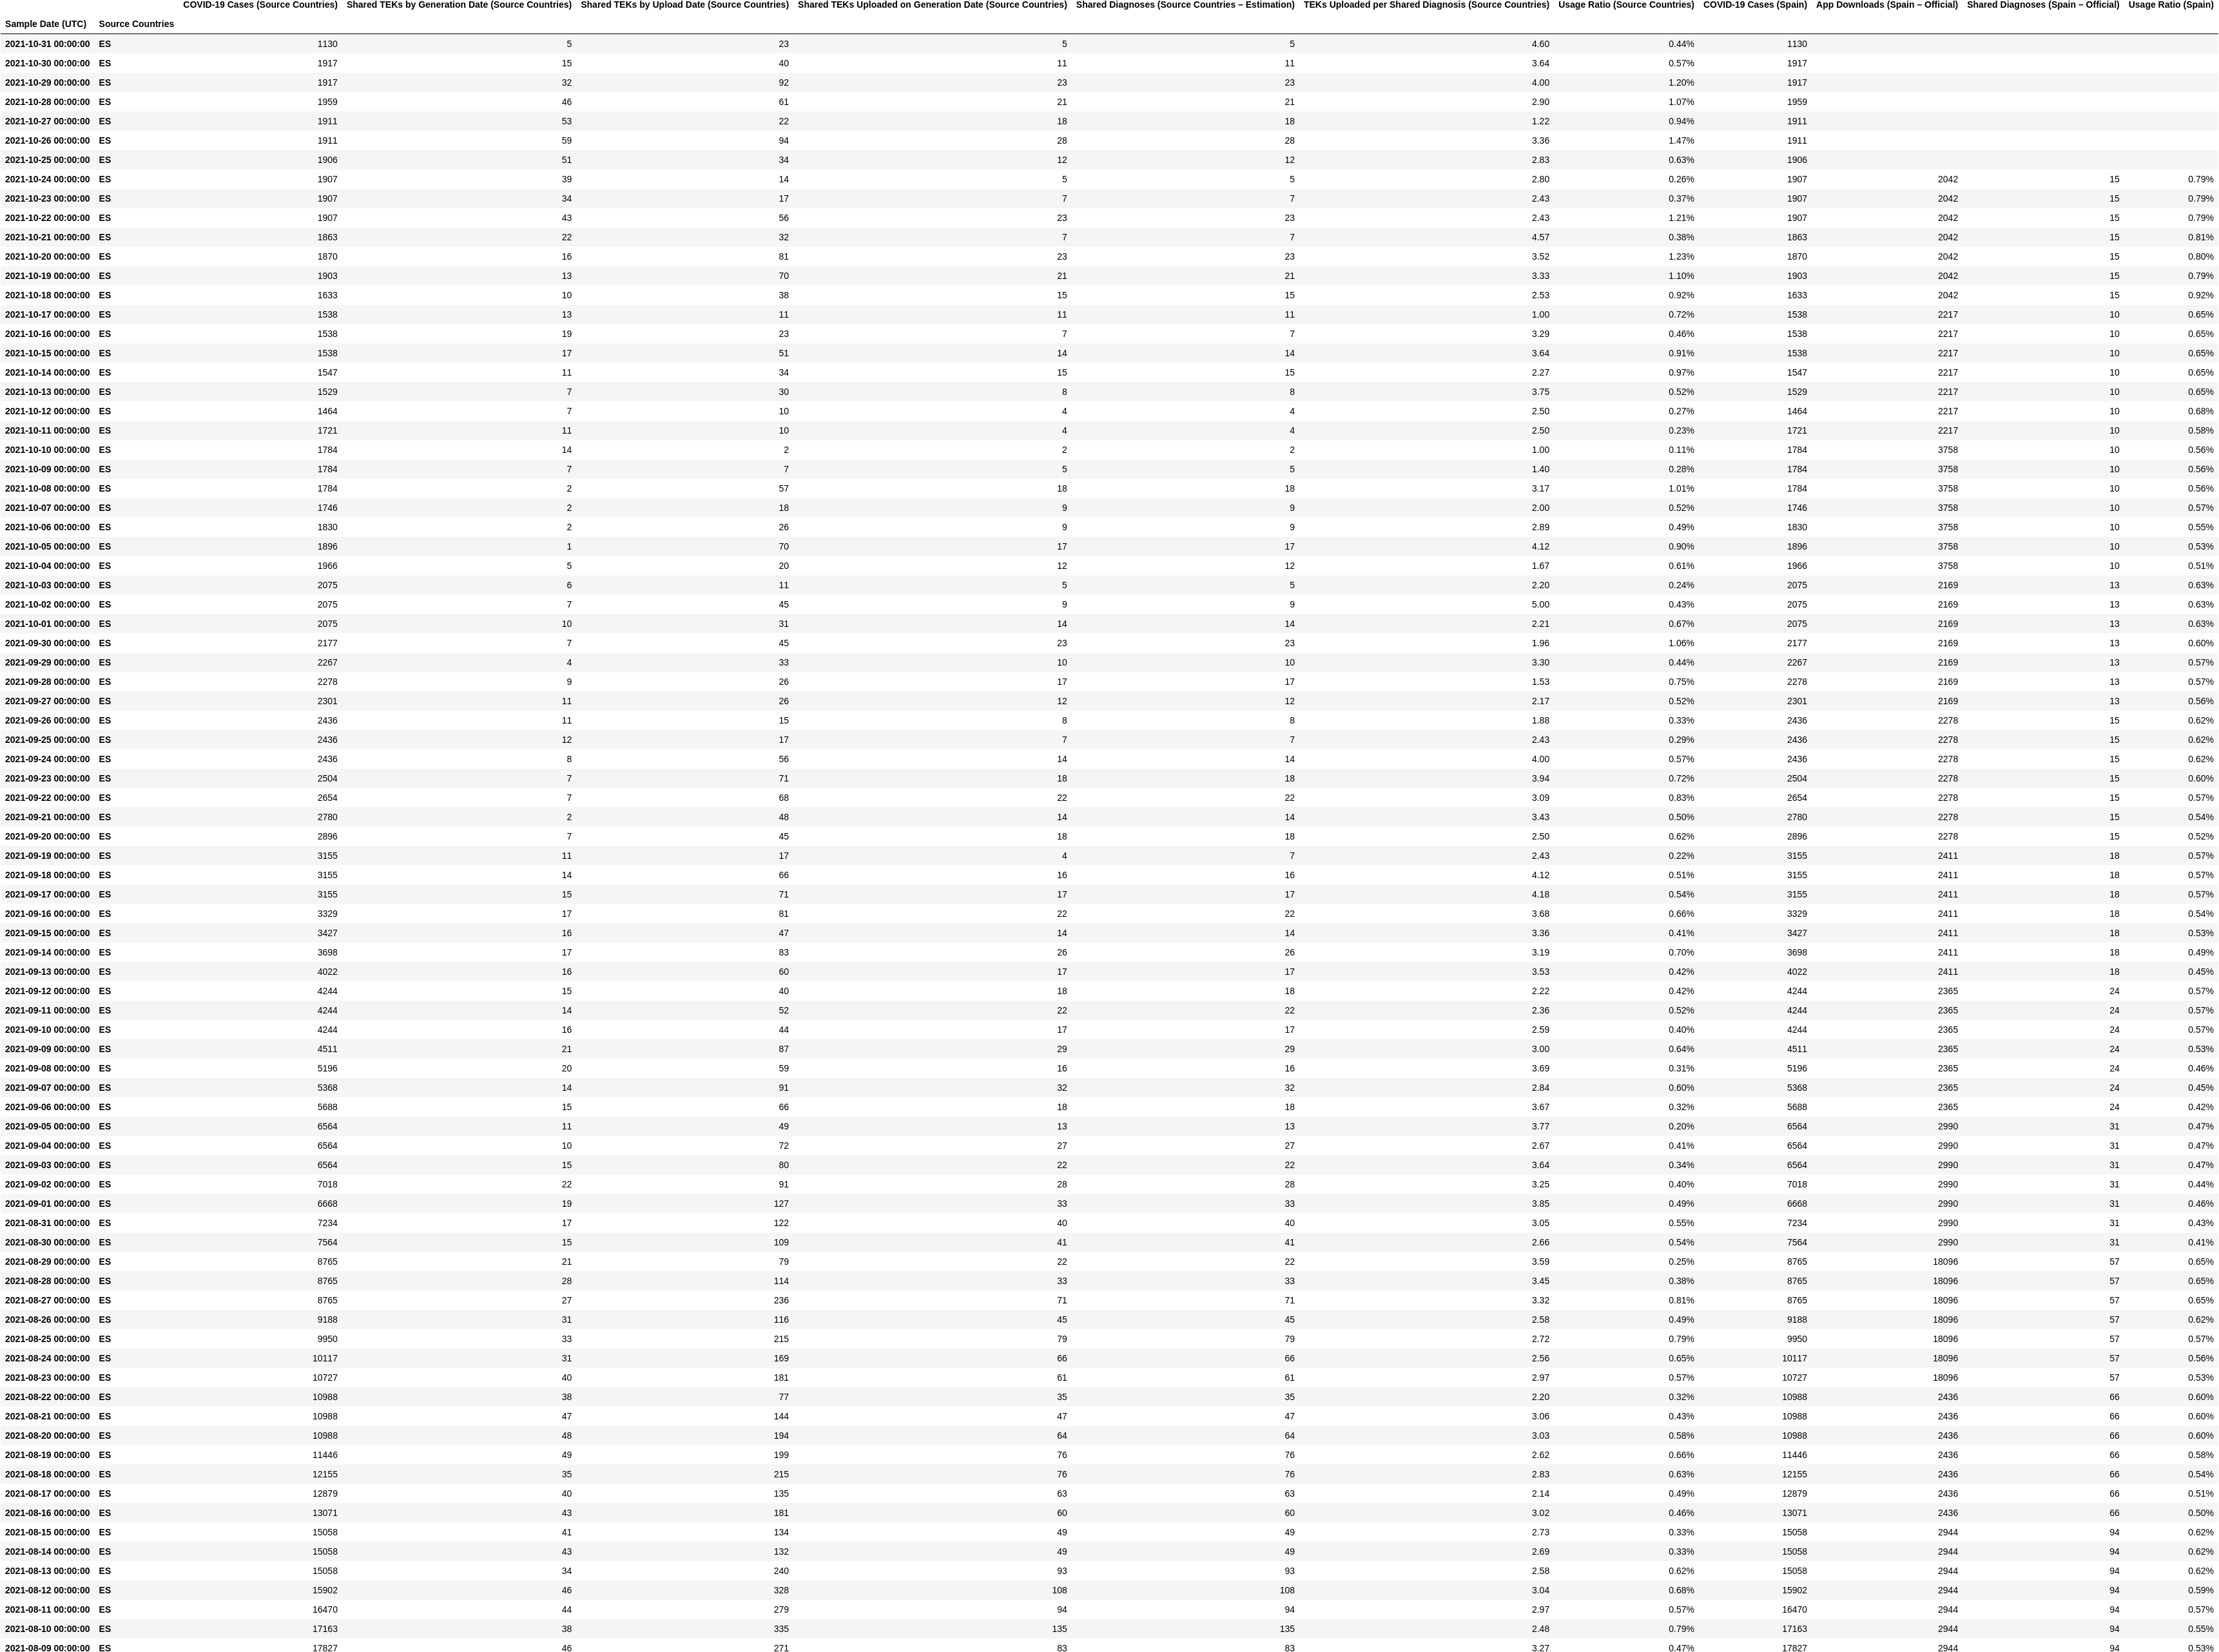 COVID-19 Cases (Source Countries) Shared TEKs by Generation Date (Source Countries) Shared TEKs by Upload Date (Source Countries) Shared TEKs Uploaded on Generation Date (Source Countries) Shared Diagnoses (Source Countries – Estimation) TEKs Uploaded per Shared Diagnosis (Source Countries) Usage Ratio (Source Countries) COVID-19 Cases (Spain) App Downloads (Spain – Official) Shared Diagnoses (Spain – Official) Usage Ratio (Spain)
Sample Date (UTC) Source Countries
2021-10-31 00:00:00 ES 1130 5 23 5 5 4.60 0.44% 1130
2021-10-30 00:00:00 ES 1917 15 40 11 11 3.64 0.57% 1917
2021-10-29 00:00:00 ES 1917 32 92 23 23 4.00 1.20% 1917
2021-10-28 00:00:00 ES 1959 46 61 21 21 2.90 1.07% 1959
2021-10-27 00:00:00 ES 1911 53 22 18 18 1.22 0.94% 1911
2021-10-26 00:00:00 ES 1911 59 94 28 28 3.36 1.47% 1911
2021-10-25 00:00:00 ES 1906 51 34 12 12 2.83 0.63% 1906
2021-10-24 00:00:00 ES 1907 39 14 5 5 2.80 0.26% 1907 2042 15 0.79%
2021-10-23 00:00:00 ES 1907 34 17 7 7 2.43 0.37% 1907 2042 15 0.79%
2021-10-22 00:00:00 ES 1907 43 56 23 23 2.43 1.21% 1907 2042 15 0.79%
2021-10-21 00:00:00 ES 1863 22 32 7 7 4.57 0.38% 1863 2042 15 0.81%
2021-10-20 00:00:00 ES 1870 16 81 23 23 3.52 1.23% 1870 2042 15 0.80%
2021-10-19 00:00:00 ES 1903 13 70 21 21 3.33 1.10% 1903 2042 15 0.79%
2021-10-18 00:00:00 ES 1633 10 38 15 15 2.53 0.92% 1633 2042 15 0.92%
2021-10-17 00:00:00 ES 1538 13 11 11 11 1.00 0.72% 1538 2217 10 0.65%
2021-10-16 00:00:00 ES 1538 19 23 7 7 3.29 0.46% 1538 2217 10 0.65%
2021-10-15 00:00:00 ES 1538 17 51 14 14 3.64 0.91% 1538 2217 10 0.65%
2021-10-14 00:00:00 ES 1547 11 34 15 15 2.27 0.97% 1547 2217 10 0.65%
2021-10-13 00:00:00 ES 1529 7 30 8 8 3.75 0.52% 1529 2217 10 0.65%
2021-10-12 00:00:00 ES 1464 7 10 4 4 2.50 0.27% 1464 2217 10 0.68%
2021-10-11 00:00:00 ES 1721 11 10 4 4 2.50 0.23% 1721 2217 10 0.58%
2021-10-10 00:00:00 ES 1784 14 2 2 2 1.00 0.11% 1784 3758 10 0.56%
2021-10-09 00:00:00 ES 1784 7 7 5 5 1.40 0.28% 1784 3758 10 0.56%
2021-10-08 00:00:00 ES 1784 2 57 18 18 3.17 1.01% 1784 3758 10 0.56%
2021-10-07 00:00:00 ES 1746 2 18 9 9 2.00 0.52% 1746 3758 10 0.57%
2021-10-06 00:00:00 ES 1830 2 26 9 9 2.89 0.49% 1830 3758 10 0.55%
2021-10-05 00:00:00 ES 1896 1 70 17 17 4.12 0.90% 1896 3758 10 0.53%
2021-10-04 00:00:00 ES 1966 5 20 12 12 1.67 0.61% 1966 3758 10 0.51%
2021-10-03 00:00:00 ES 2075 6 11 5 5 2.20 0.24% 2075 2169 13 0.63%
2021-10-02 00:00:00 ES 2075 7 45 9 9 5.00 0.43% 2075 2169 13 0.63%
2021-10-01 00:00:00 ES 2075 10 31 14 14 2.21 0.67% 2075 2169 13 0.63%
2021-09-30 00:00:00 ES 2177 7 45 23 23 1.96 1.06% 2177 2169 13 0.60%
2021-09-29 00:00:00 ES 2267 4 33 10 10 3.30 0.44% 2267 2169 13 0.57%
2021-09-28 00:00:00 ES 2278 9 26 17 17 1.53 0.75% 2278 2169 13 0.57%
2021-09-27 00:00:00 ES 2301 11 26 12 12 2.17 0.52% 2301 2169 13 0.56%
2021-09-26 00:00:00 ES 2436 11 15 8 8 1.88 0.33% 2436 2278 15 0.62%
2021-09-25 00:00:00 ES 2436 12 17 7 7 2.43 0.29% 2436 2278 15 0.62%
2021-09-24 00:00:00 ES 2436 8 56 14 14 4.00 0.57% 2436 2278 15 0.62%
2021-09-23 00:00:00 ES 2504 7 71 18 18 3.94 0.72% 2504 2278 15 0.60%
2021-09-22 00:00:00 ES 2654 7 68 22 22 3.09 0.83% 2654 2278 15 0.57%
2021-09-21 00:00:00 ES 2780 2 48 14 14 3.43 0.50% 2780 2278 15 0.54%
2021-09-20 00:00:00 ES 2896 7 45 18 18 2.50 0.62% 2896 2278 15 0.52%
2021-09-19 00:00:00 ES 3155 11 17 4 7 2.43 0.22% 3155 2411 18 0.57%
2021-09-18 00:00:00 ES 3155 14 66 16 16 4.12 0.51% 3155 2411 18 0.57%
2021-09-17 00:00:00 ES 3155 15 71 17 17 4.18 0.54% 3155 2411 18 0.57%
2021-09-16 00:00:00 ES 3329 17 81 22 22 3.68 0.66% 3329 2411 18 0.54%
2021-09-15 00:00:00 ES 3427 16 47 14 14 3.36 0.41% 3427 2411 18 0.53%
2021-09-14 00:00:00 ES 3698 17 83 26 26 3.19 0.70% 3698 2411 18 0.49%
2021-09-13 00:00:00 ES 4022 16 60 17 17 3.53 0.42% 4022 2411 18 0.45%
2021-09-12 00:00:00 ES 4244 15 40 18 18 2.22 0.42% 4244 2365 24 0.57%
2021-09-11 00:00:00 ES 4244 14 52 22 22 2.36 0.52% 4244 2365 24 0.57%
2021-09-10 00:00:00 ES 4244 16 44 17 17 2.59 0.40% 4244 2365 24 0.57%
2021-09-09 00:00:00 ES 4511 21 87 29 29 3.00 0.64% 4511 2365 24 0.53%
2021-09-08 00:00:00 ES 5196 20 59 16 16 3.69 0.31% 5196 2365 24 0.46%
2021-09-07 00:00:00 ES 5368 14 91 32 32 2.84 0.60% 5368 2365 24 0.45%
2021-09-06 00:00:00 ES 5688 15 66 18 18 3.67 0.32% 5688 2365 24 0.42%
2021-09-05 00:00:00 ES 6564 11 49 13 13 3.77 0.20% 6564 2990 31 0.47%
2021-09-04 00:00:00 ES 6564 10 72 27 27 2.67 0.41% 6564 2990 31 0.47%
2021-09-03 00:00:00 ES 6564 15 80 22 22 3.64 0.34% 6564 2990 31 0.47%
2021-09-02 00:00:00 ES 7018 22 91 28 28 3.25 0.40% 7018 2990 31 0.44%
2021-09-01 00:00:00 ES 6668 19 127 33 33 3.85 0.49% 6668 2990 31 0.46%
2021-08-31 00:00:00 ES 7234 17 122 40 40 3.05 0.55% 7234 2990 31 0.43%
2021-08-30 00:00:00 ES 7564 15 109 41 41 2.66 0.54% 7564 2990 31 0.41%
2021-08-29 00:00:00 ES 8765 21 79 22 22 3.59 0.25% 8765 18096 57 0.65%
2021-08-28 00:00:00 ES 8765 28 114 33 33 3.45 0.38% 8765 18096 57 0.65%
2021-08-27 00:00:00 ES 8765 27 236 71 71 3.32 0.81% 8765 18096 57 0.65%
2021-08-26 00:00:00 ES 9188 31 116 45 45 2.58 0.49% 9188 18096 57 0.62%
2021-08-25 00:00:00 ES 9950 33 215 79 79 2.72 0.79% 9950 18096 57 0.57%
2021-08-24 00:00:00 ES 10117 31 169 66 66 2.56 0.65% 10117 18096 57 0.56%
2021-08-23 00:00:00 ES 10727 40 181 61 61 2.97 0.57% 10727 18096 57 0.53%
2021-08-22 00:00:00 ES 10988 38 77 35 35 2.20 0.32% 10988 2436 66 0.60%
2021-08-21 00:00:00 ES 10988 47 144 47 47 3.06 0.43% 10988 2436 66 0.60%
2021-08-20 00:00:00 ES 10988 48 194 64 64 3.03 0.58% 10988 2436 66 0.60%
2021-08-19 00:00:00 ES 11446 49 199 76 76 2.62 0.66% 11446 2436 66 0.58%
2021-08-18 00:00:00 ES 12155 35 215 76 76 2.83 0.63% 12155 2436 66 0.54%
2021-08-17 00:00:00 ES 12879 40 135 63 63 2.14 0.49% 12879 2436 66 0.51%
2021-08-16 00:00:00 ES 13071 43 181 60 60 3.02 0.46% 13071 2436 66 0.50%
2021-08-15 00:00:00 ES 15058 41 134 49 49 2.73 0.33% 15058 2944 94 0.62%
2021-08-14 00:00:00 ES 15058 43 132 49 49 2.69 0.33% 15058 2944 94 0.62%
2021-08-13 00:00:00 ES 15058 34 240 93 93 2.58 0.62% 15058 2944 94 0.62%
2021-08-12 00:00:00 ES 15902 46 328 108 108 3.04 0.68% 15902 2944 94 0.59%
2021-08-11 00:00:00 ES 16470 44 279 94 94 2.97 0.57% 16470 2944 94 0.57%
2021-08-10 00:00:00 ES 17163 38 335 135 135 2.48 0.79% 17163 2944 94 0.55%
2021-08-09 00:00:00 ES 17827 46 271 83 83 3.27 0.47% 17827 2944 94 0.53%